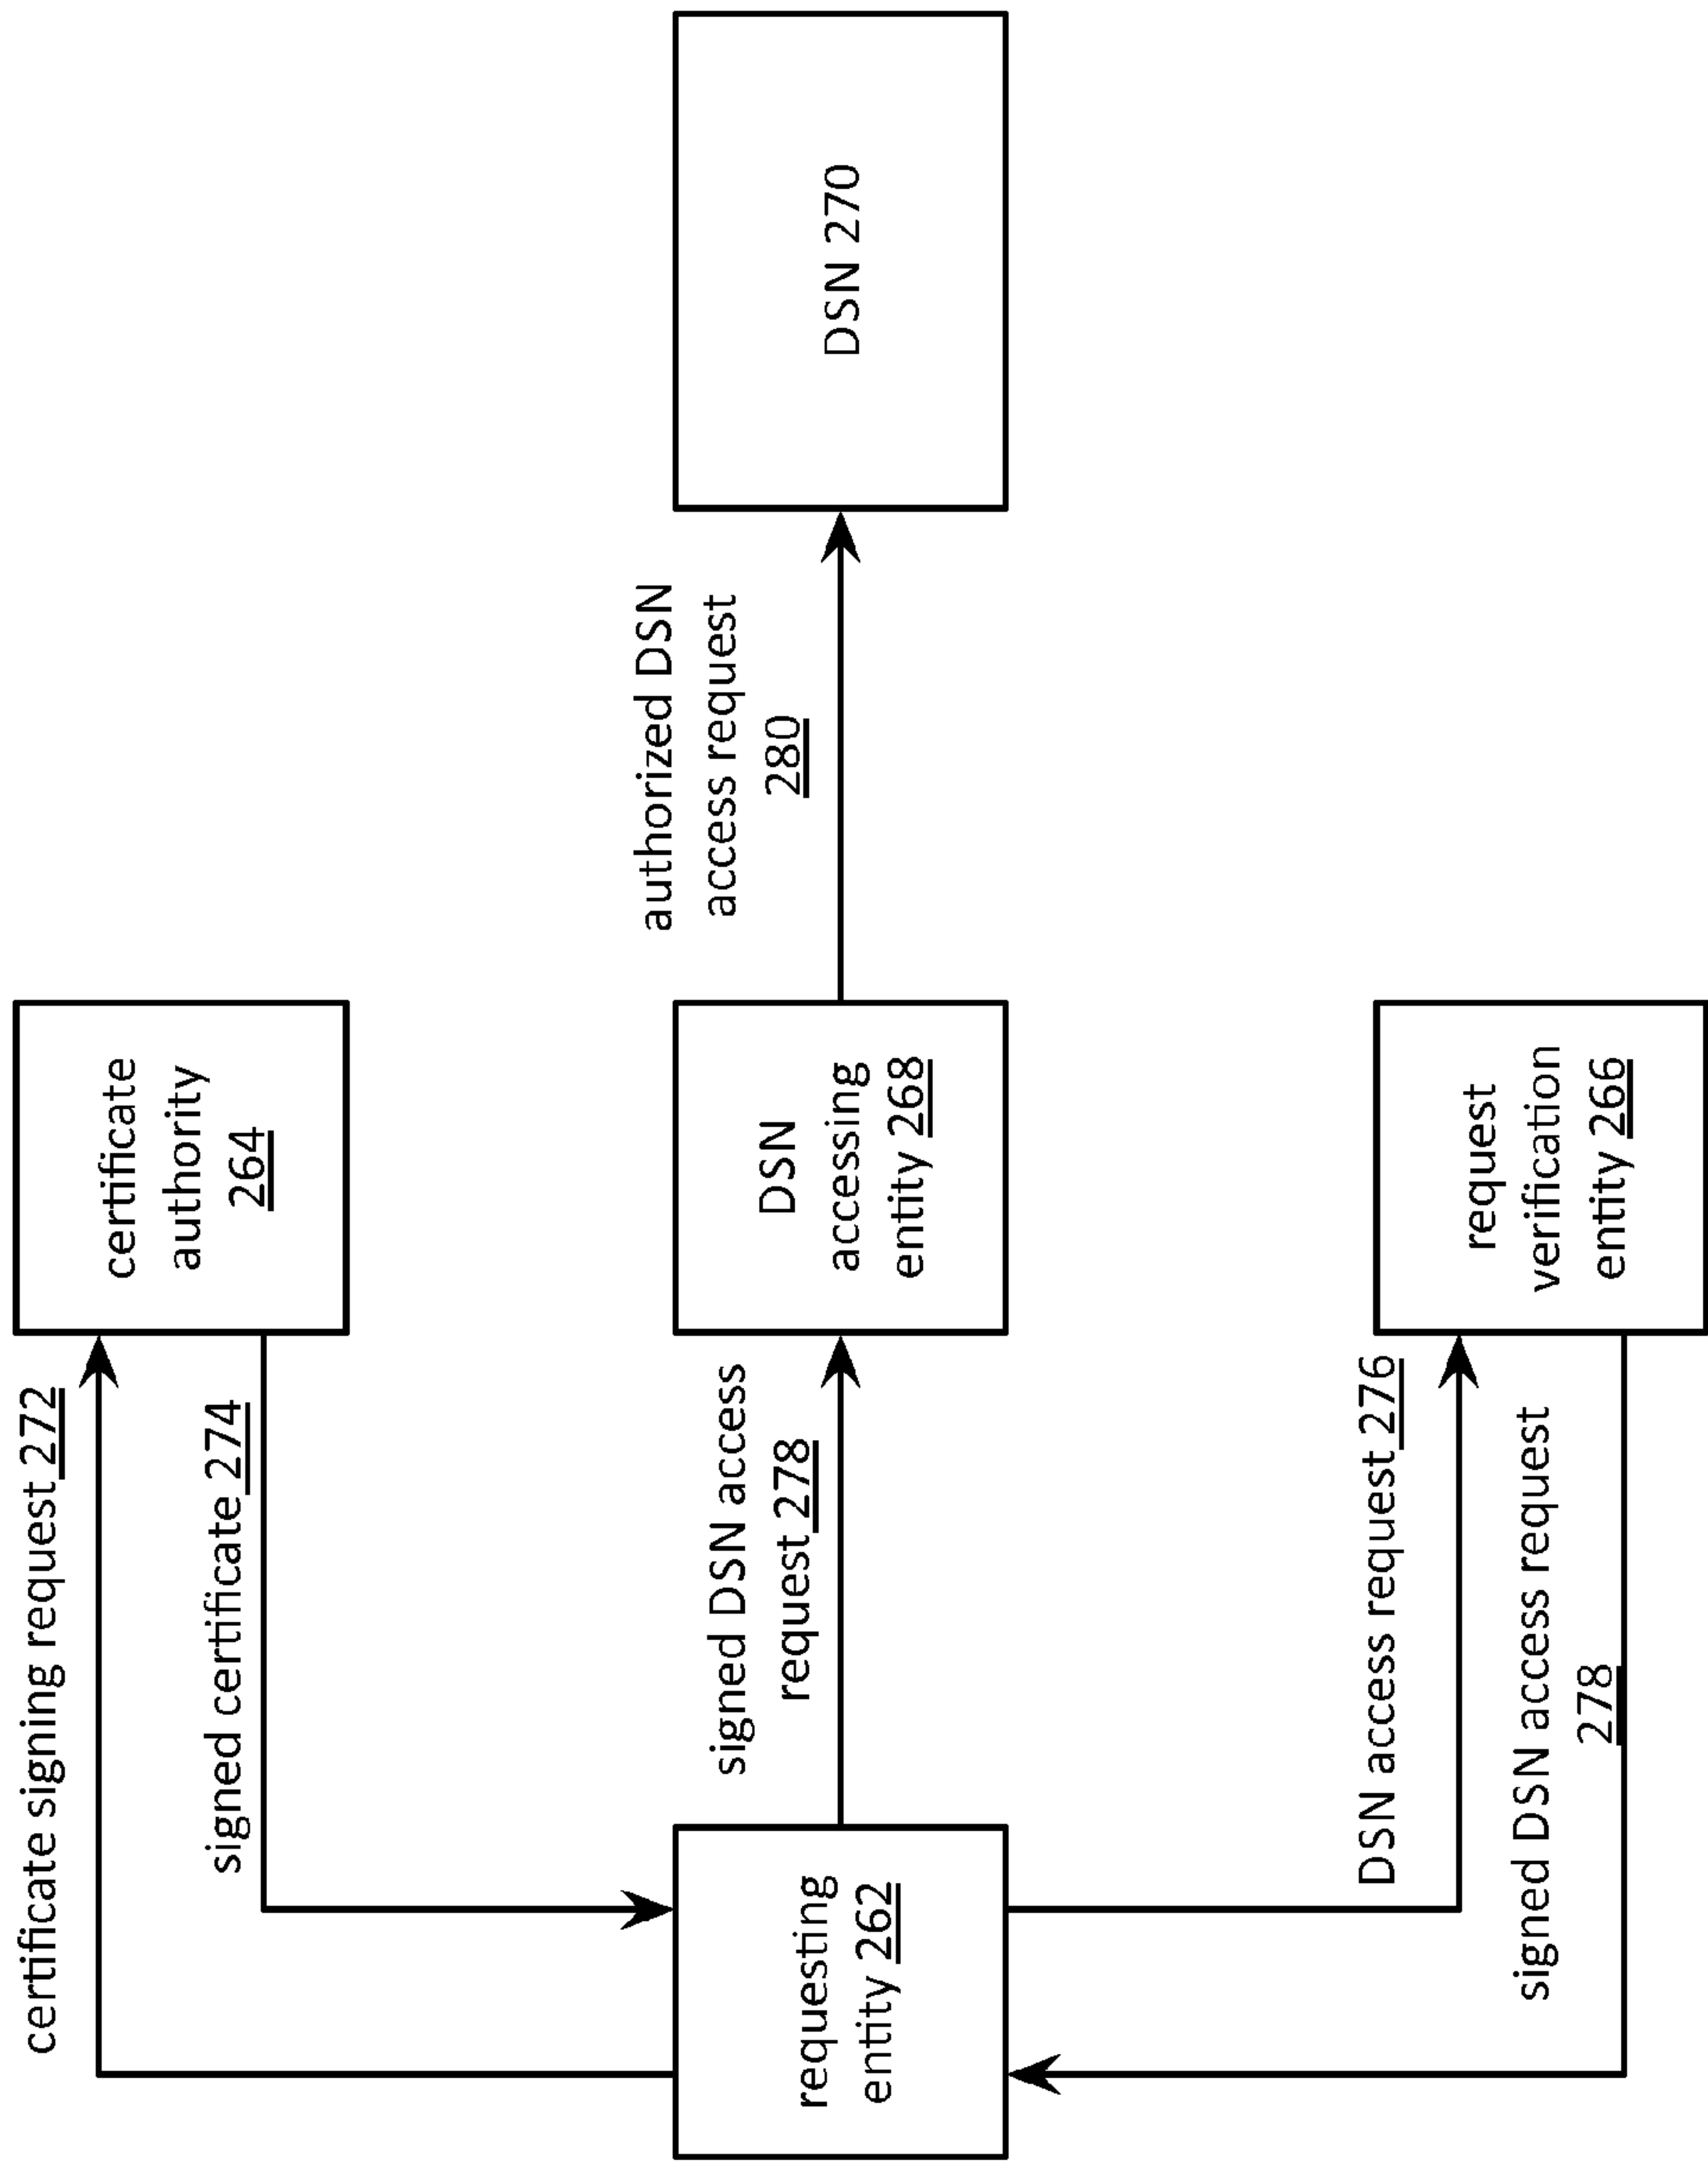 certificate signing request 272
signed certificate 274
certificate
authority
264
requesting
entity 262
signed DSN access
request 278
DSN
accessing
entity 268
authorized DSN
access request
280
DSN 270
DSN access request 276
signed DSN access request
278
request
verification
entity 266